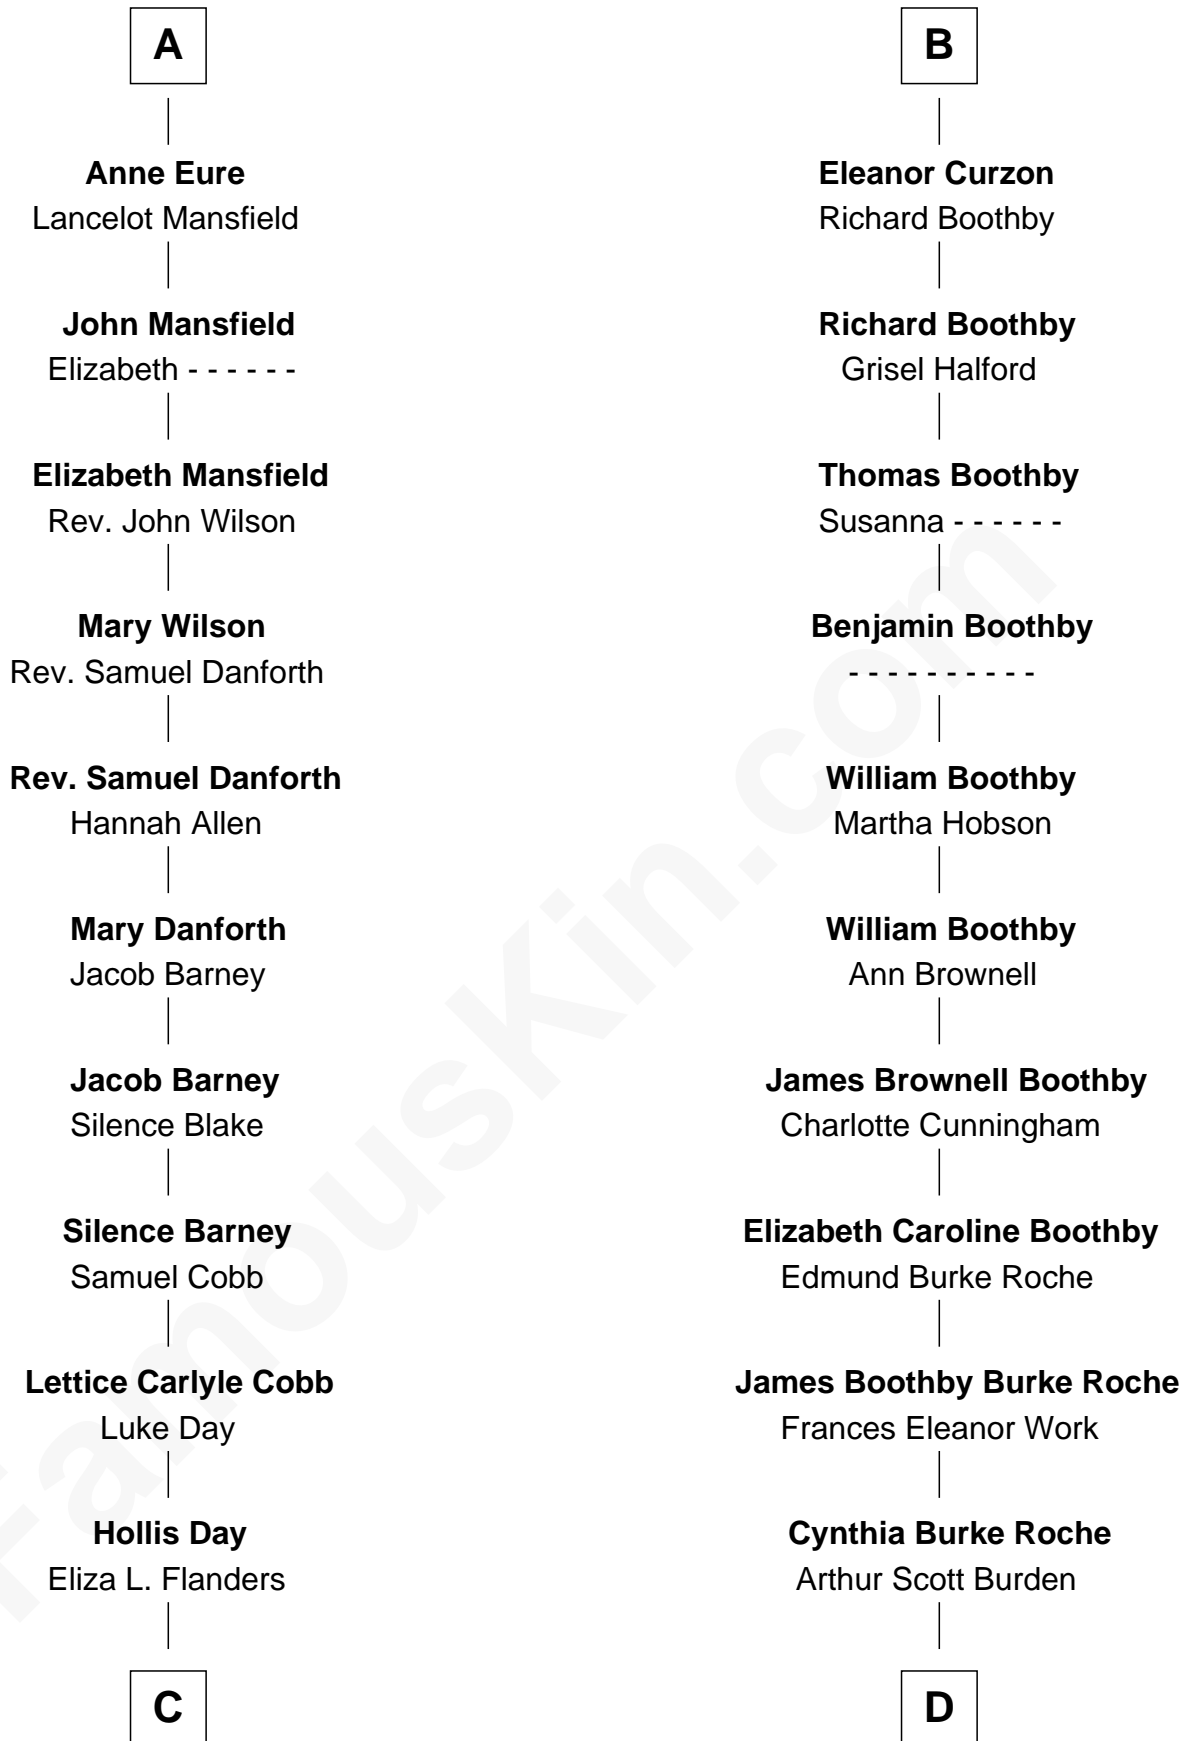 A
Anne Eure
Lancelot Mansfield
John Mansfield
Elizabeth - - - - - -
Elizabeth Mansfield
Rev. John Wilson
Mary Wilson
Rev. Samuel Danforth
Rev. Samuel Danforth
Hannah Allen
Mary Danforth
Jacob Barney
Jacob Barney
Silence Blake
Silence Barney
Samuel Cobb
Lettice Carlyle Cobb
Luke Day
Hollis Day
Eliza L. Flanders
C
B
Eleanor Curzon
Richard Boothby
Richard Boothby
Grisel Halford
Thomas Boothby
Susanna - - - - - -
Benjamin Boothby
- - - - - - - - - -
William Boothby
Martha Hobson
William Boothby
Ann Brownell
James Brownell Boothby
Charlotte Cunningham
Elizabeth Caroline Boothby
Edmund Burke Roche
James Boothby Burke Roche
Frances Eleanor Work
Cynthia Burke Roche
Arthur Scott Burden
D
FamousKin.com